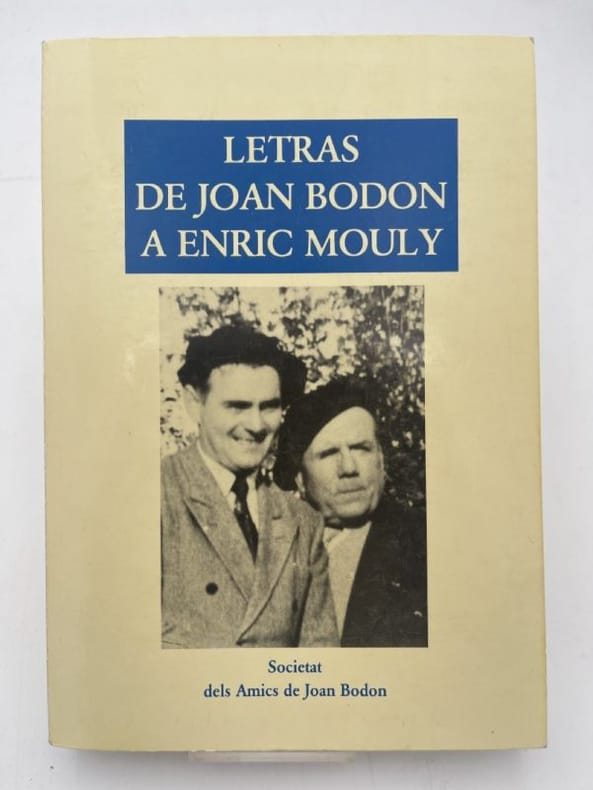 LETRAS
DE JOAN BODON
A ENRIC MOULY
Societat
dels Amics de Joan Bodon